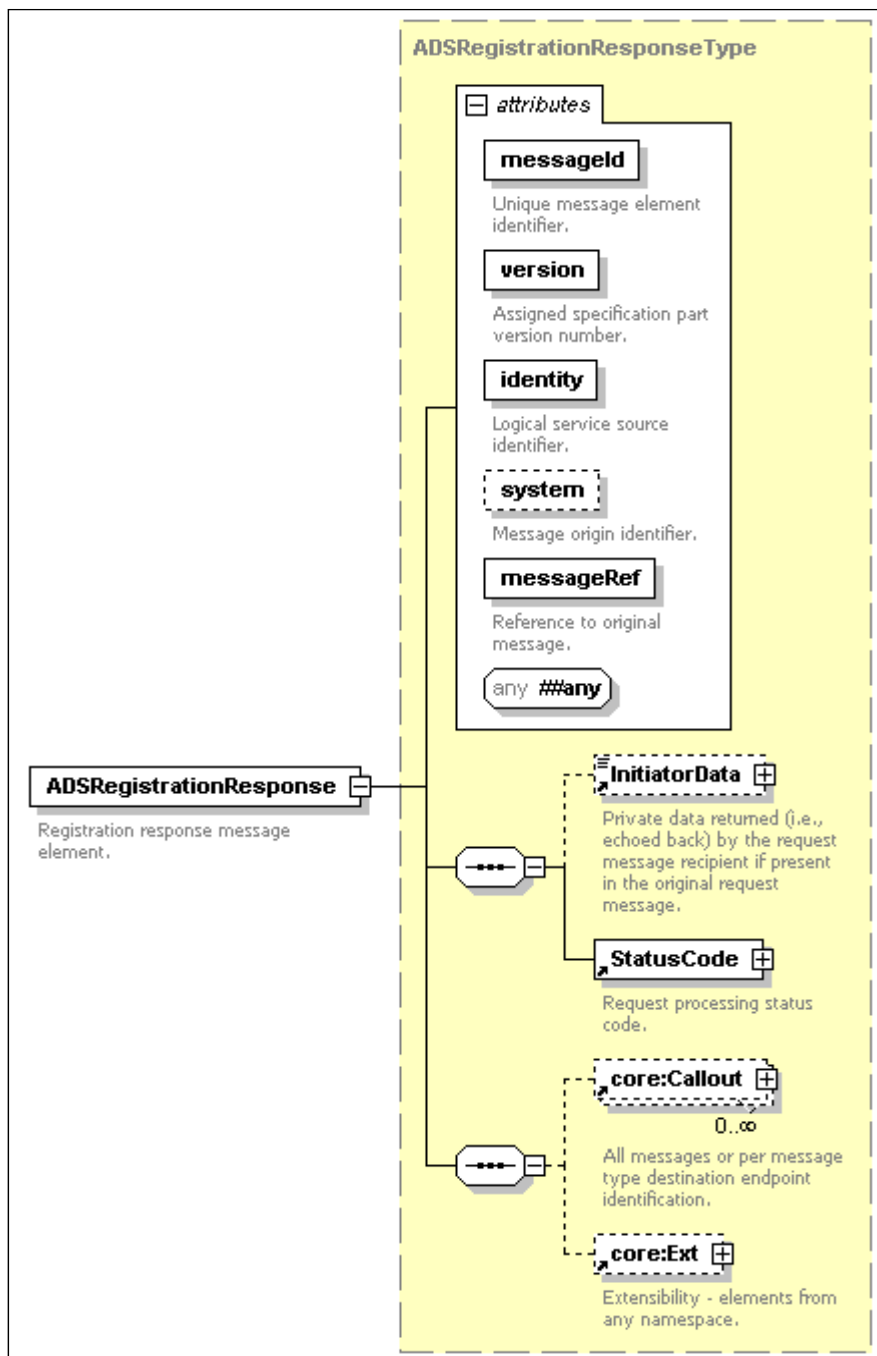 ADSRegistrationResponseType
attributes
messageId
Unique message element
identifier.
version
Assigned specification part
version number.
identity
Logical service source
identifier.
system
Message origin identifier.
messageRef
Reference to original
message.
any ##any
ADSRegistrationResponse
Registration response message
element.
InitiatorData
Private data returned (i.e.,
echoed back) by the request
message recipient if present
in the original request
message.
StatusCode
Request processing status
code.
core:Callout
0..∞
All messages or per message
type destination endpoint
identification.
core:Ext
Extensibility - elements from
any namespace.